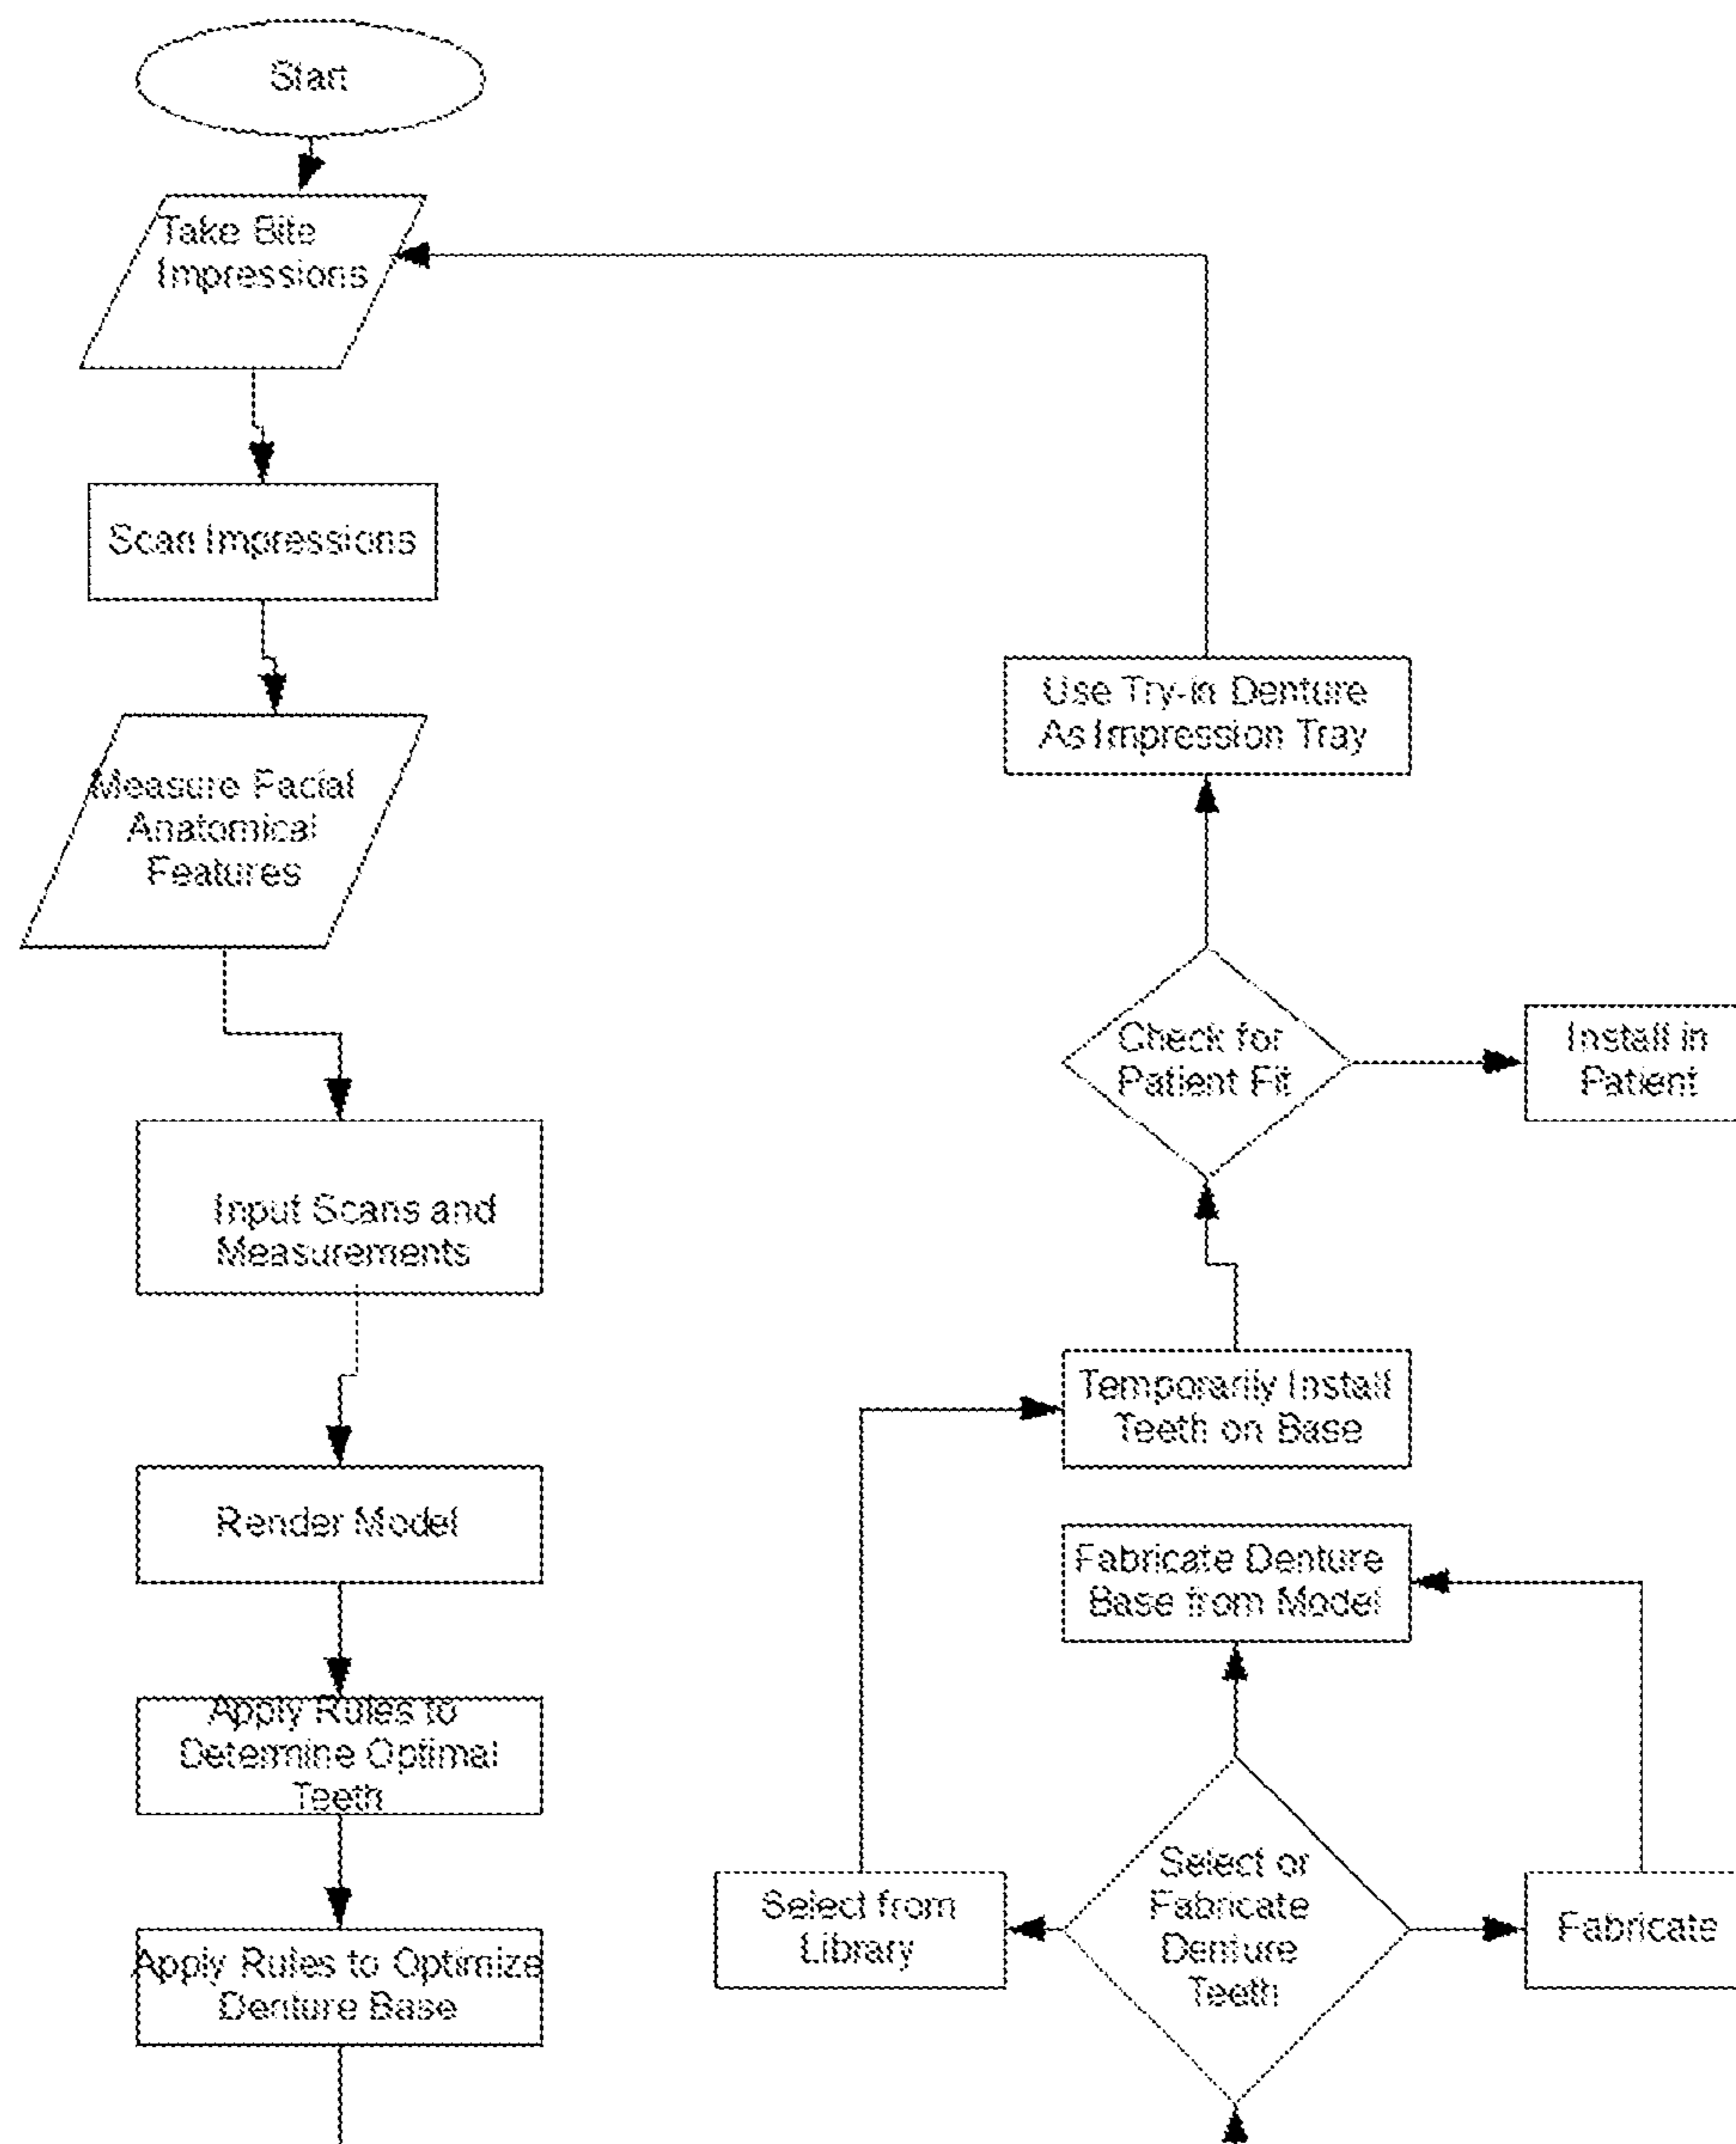 Start
Take Bite
Impressions
Scan Impressions
Measure Facial
Anatomical
Features
Input Scans and
Measurements
Render Model
Apply Rules to
Determine Optimal
Teeth
Apply Rules to Optimize
Denture Base
Use Try-in Denture
As Impression Tray
Check for
Patient Fit
Install in
Patient
Temporarily Install
Teeth on Base
Fabricate Denture
Base from Model
Select from
Library
Select or
Fabricate
Denture
Teeth
Fabricate